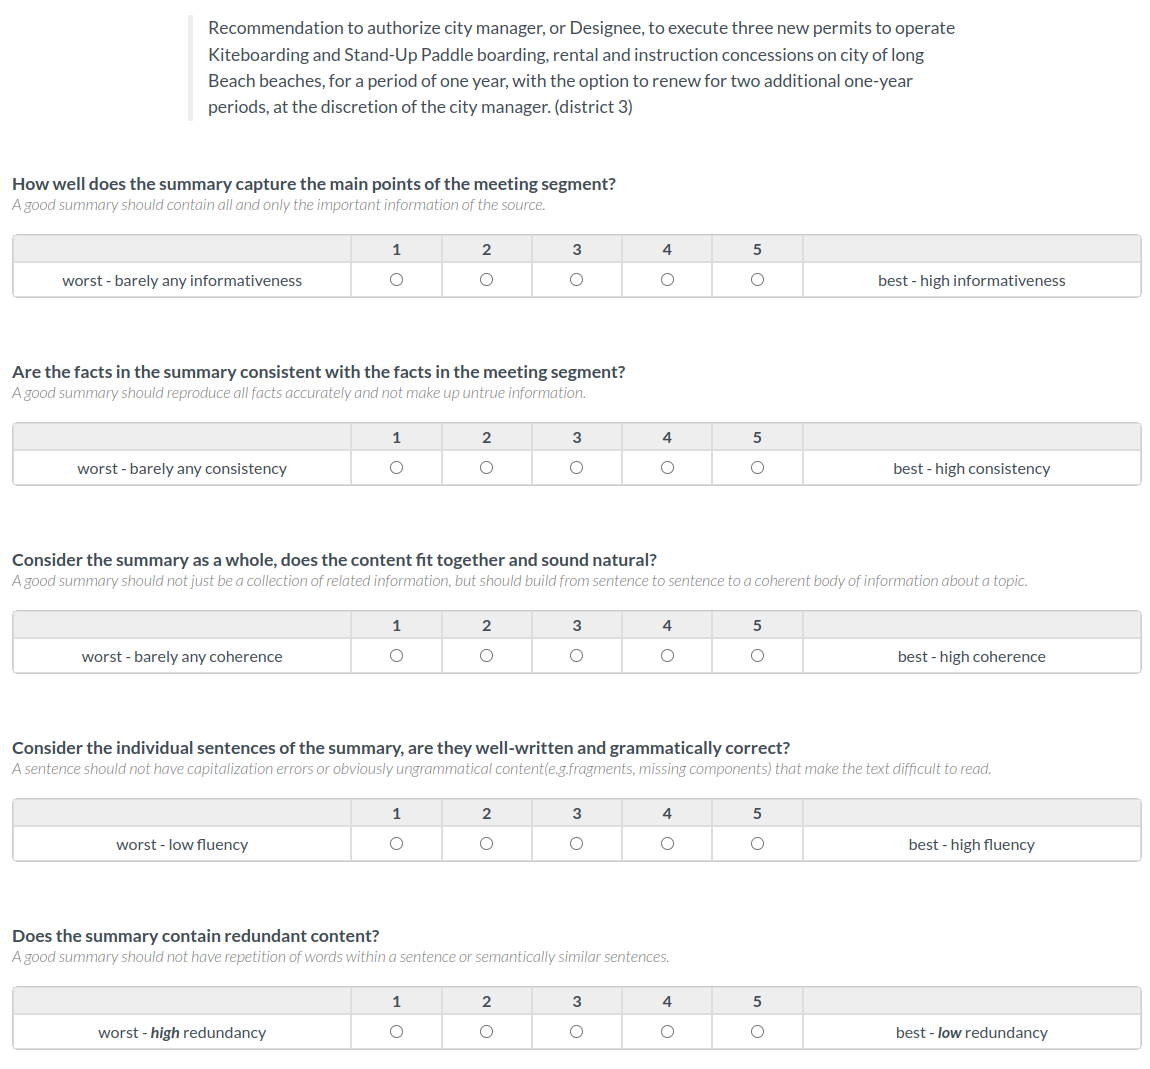 Recommendation to authorize city manager, or Designee, to execute three new permits to operate
Kiteboarding and Stand-Up Paddle boarding, rental and instruction concessions on city of long
Beach beaches, for a period of one year, with the option to renew for two additional one-year
periods, at the discretion of the city manager. (district 3)
How well does the summary capture the main points of the meeting segment?
A good summary should contain all and only the important information of the source.
1 2 3 4 5
worst - barely any informativeness best - high informativeness
Are the facts in the summary consistent with the facts in the meeting segment?
A good summary should reproduce all facts accurately and not make up untrue information.
1 2 3 4 5
worst - barely any consistency best - high consistency
Consider the summary as a whole, does the content fit together and sound natural?
A good summary should not just be a collection of related information, but should build from sentence to sentence to a coherent body of information about a topic.
1 2 3 4 5
worst - barely any coherence best - high coherence
Consider the individual sentences of the summary, are they well-written and grammatically correct?
A sentence should not have capitalization errors or obviously ungrammatical content(e.g.fragments, missing components) that make the text difficult to read.
1 2 3 4 5
worst - low fluency best - high fluency
Does the summary contain redundant content?
A good summary should not have repetition of words within a sentence or semantically similar sentences.
1 2 3 4 5
worst - high redundancy best - low redundancy